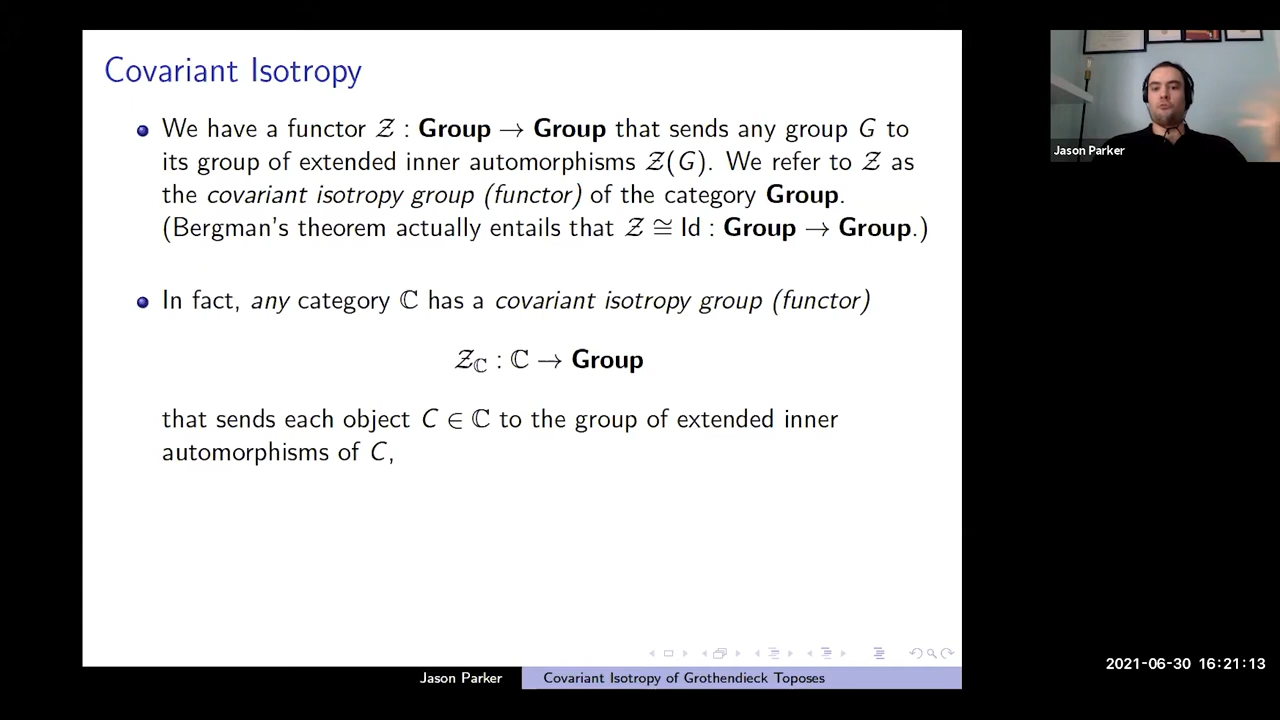 Covariant Isotropy
We have a functor 𝒵 : Group → Group that sends any group G to
its group of extended inner automorphisms 𝒵(G). We refer to 𝒵 as
the covariant isotropy group (functor) of the category Group.
(Bergman's theorem actually entails that 𝒵 ≅ Id : Group → Group.)
In fact, any category ℂ has a covariant isotropy group (functor)
𝒵_ℂ : ℂ → Group
that sends each object C ∈ ℂ to the group of extended inner
automorphisms of C,
Jason Parker
Jason Parker Covariant Isotropy of Grothendieck Toposes
2021-06-30 16:21:13